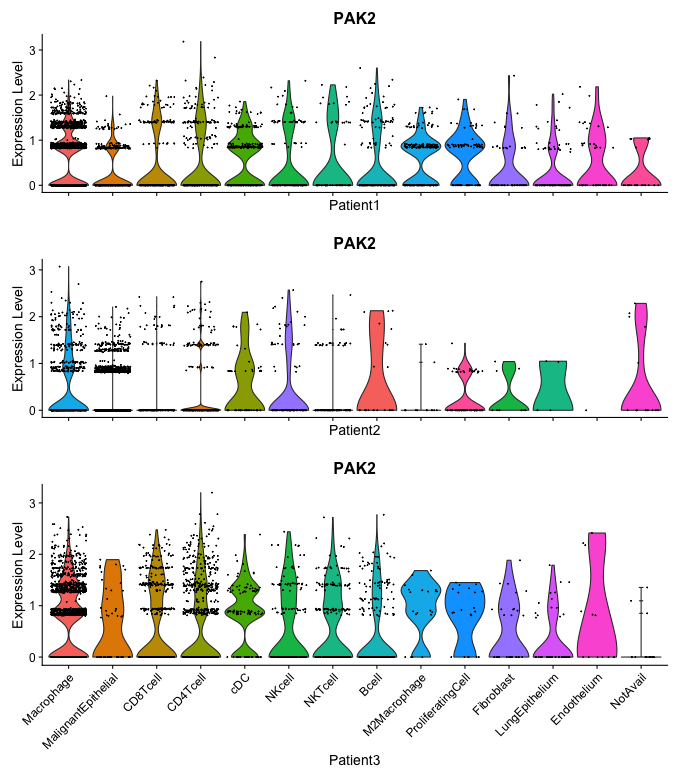 PAK2
Expression Level
3
2
1
0
Patient1
PAK2
Expression Level
3
2
1
0
Patient2
PAK2
Expression Level
3
2
1
0
Macrophage
MalignantEpithelial
CD8Tcell
CD4Tcell
cDC
NKcell
NKTcell
Bcell
M2Macrophage
ProliferatingCell
Fibroblast
LungEpithelium
Endothelium
NotAvail
Patient3